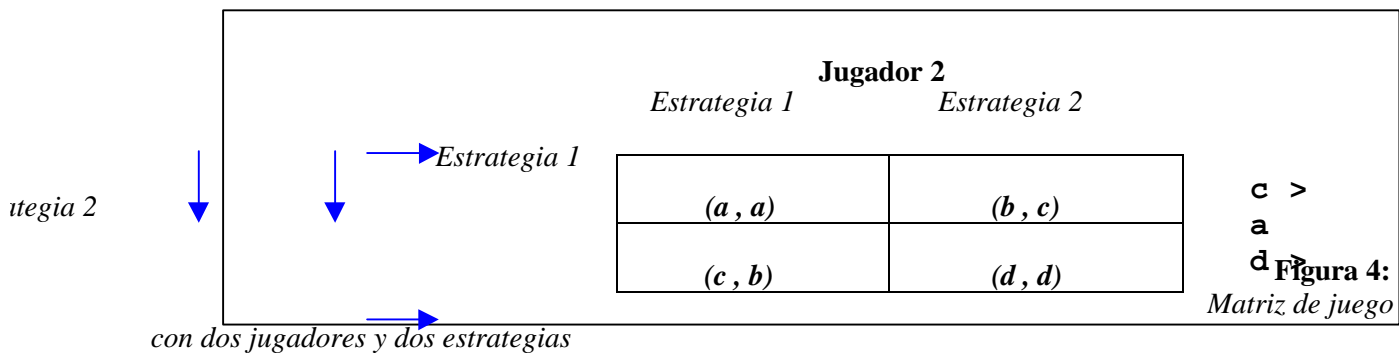 Jugador 2
Estrategia 1 Estrategia 2
Estrategia 1
(a , a) (b , c)
c >
a
2
(c , b) (d , d)
d >
Figura 4:
Matriz de juego
con dos jugadores y dos estrategias